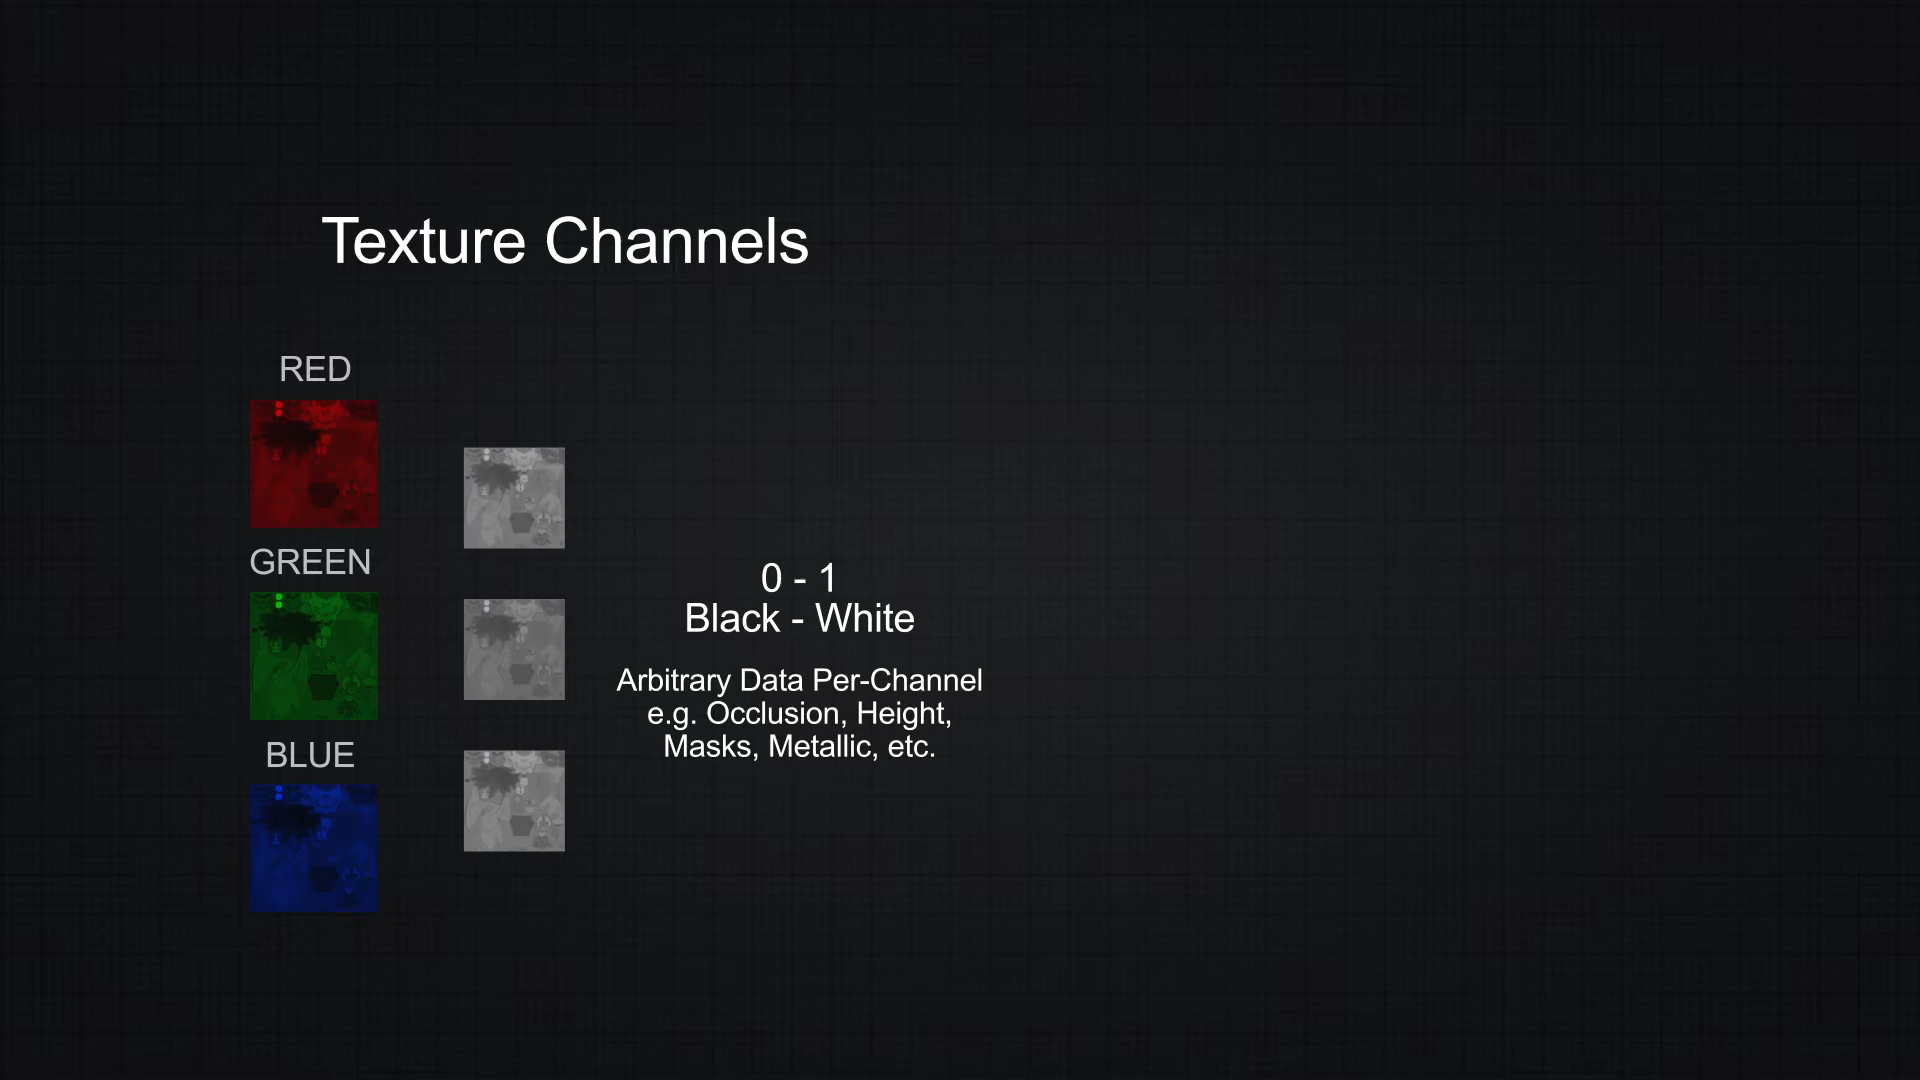 Texture Channels
RED
GREEN
BLUE
0 - 1
Black - White
Arbitrary Data Per-Channel
e.g. Occlusion, Height,
Masks, Metallic, etc.